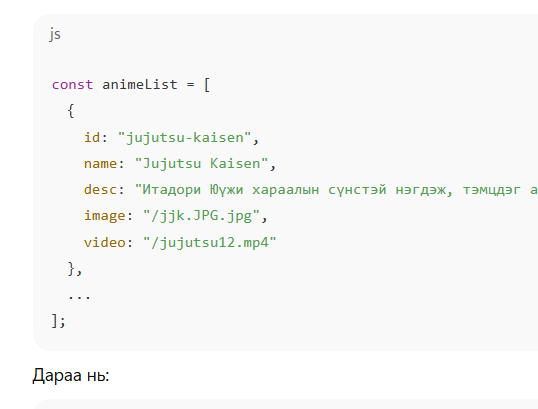 js
const animeList = [
{
id: "jujutsu-kaisen",
name: "Jujutsu Kaisen",
desc: "Итадори Юүжи хараалын сүнстэй нэгдэж, тэмцдэг а
image: "/jjk.JPG.jpg",
video: "/jujutsu12.mp4"
},
...
];
Дараа нь: